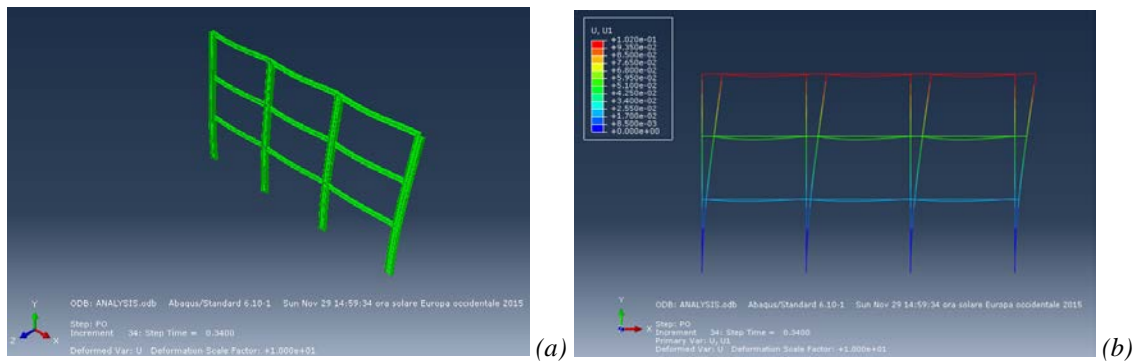 Y
Z
X
ODB: ANALYSIS.odb Abaqus/Standard 6.10-1 Sun Nov 29 14:59:34 ora solare Europa occidentale 2015
Step: PO
Increment 34: Step Time = 0.3400
Deformed Var: U Deformation Scale Factor: +1.000e+01
(a)
U, U1
+1.020e-01
+9.350e-02
+8.500e-02
+7.650e-02
+6.800e-02
+5.950e-02
+5.100e-02
+4.250e-02
+3.400e-02
+2.550e-02
+1.700e-02
+8.500e-03
+0.000e+00
Y
X
ODB: ANALYSIS.odb Abaqus/Standard 6.10-1 Sun Nov 29 14:59:34 ora solare Europa occidentale 2015
Step: PO
Increment 34: Step Time = 0.3400
Primary Var: U, U1
Deformed Var: U Deformation Scale Factor: +1.000e+01
(b)